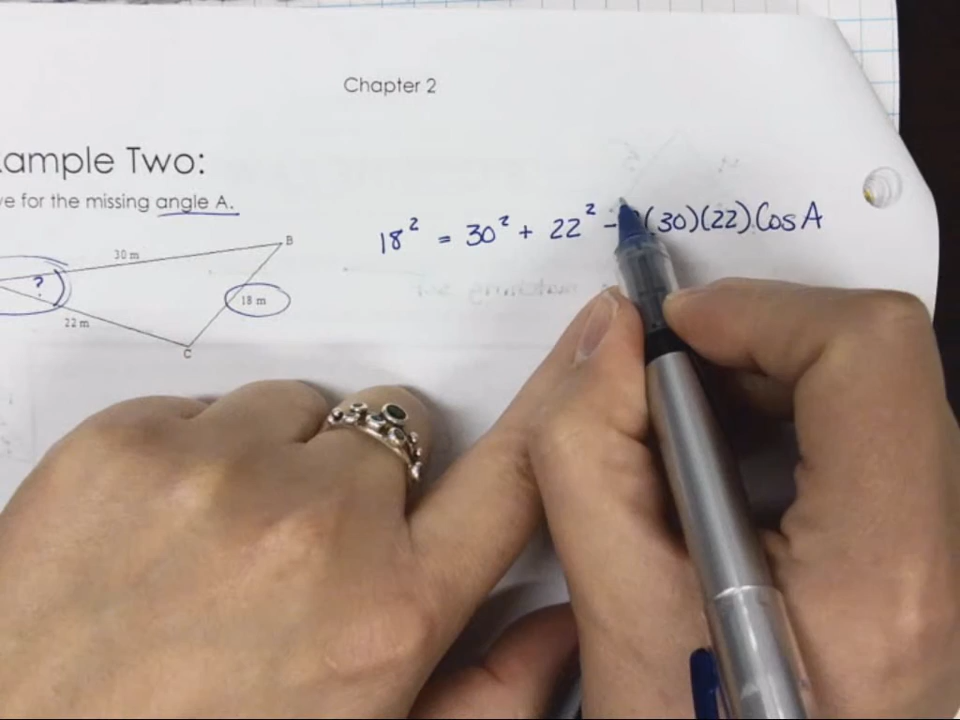 Chapter 2
ample Two:
ve for the missing angle A.
18² = 30² + 22² - (30)(22) Cos A
B
30 m
?
18 m
22 m
C